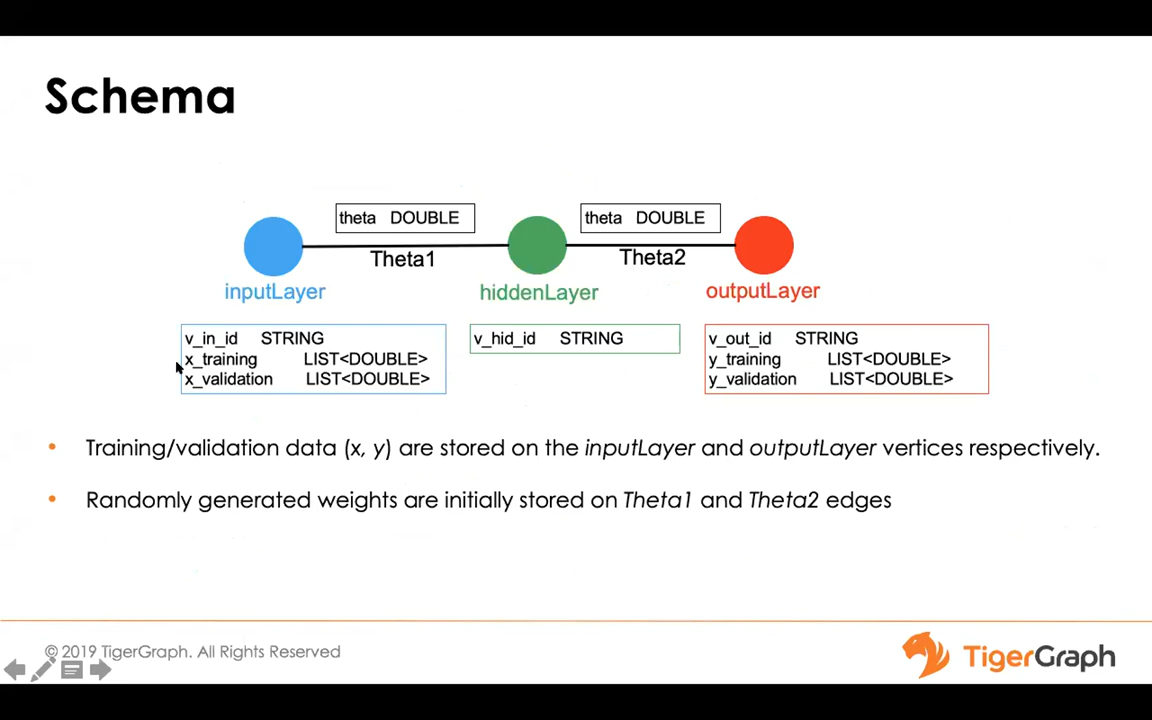 Schema
theta DOUBLE
theta DOUBLE
Theta1
Theta2
inputLayer
hiddenLayer
outputLayer
v_in_id STRING
x_training LIST<DOUBLE>
x_validation LIST<DOUBLE>
v_hid_id STRING
v_out_id STRING
y_training LIST<DOUBLE>
y_validation LIST<DOUBLE>
• Training/validation data (x, y) are stored on the inputLayer and outputLayer vertices respectively.
• Randomly generated weights are initially stored on Theta1 and Theta2 edges
© 2019 TigerGraph. All Rights Reserved
TigerGraph